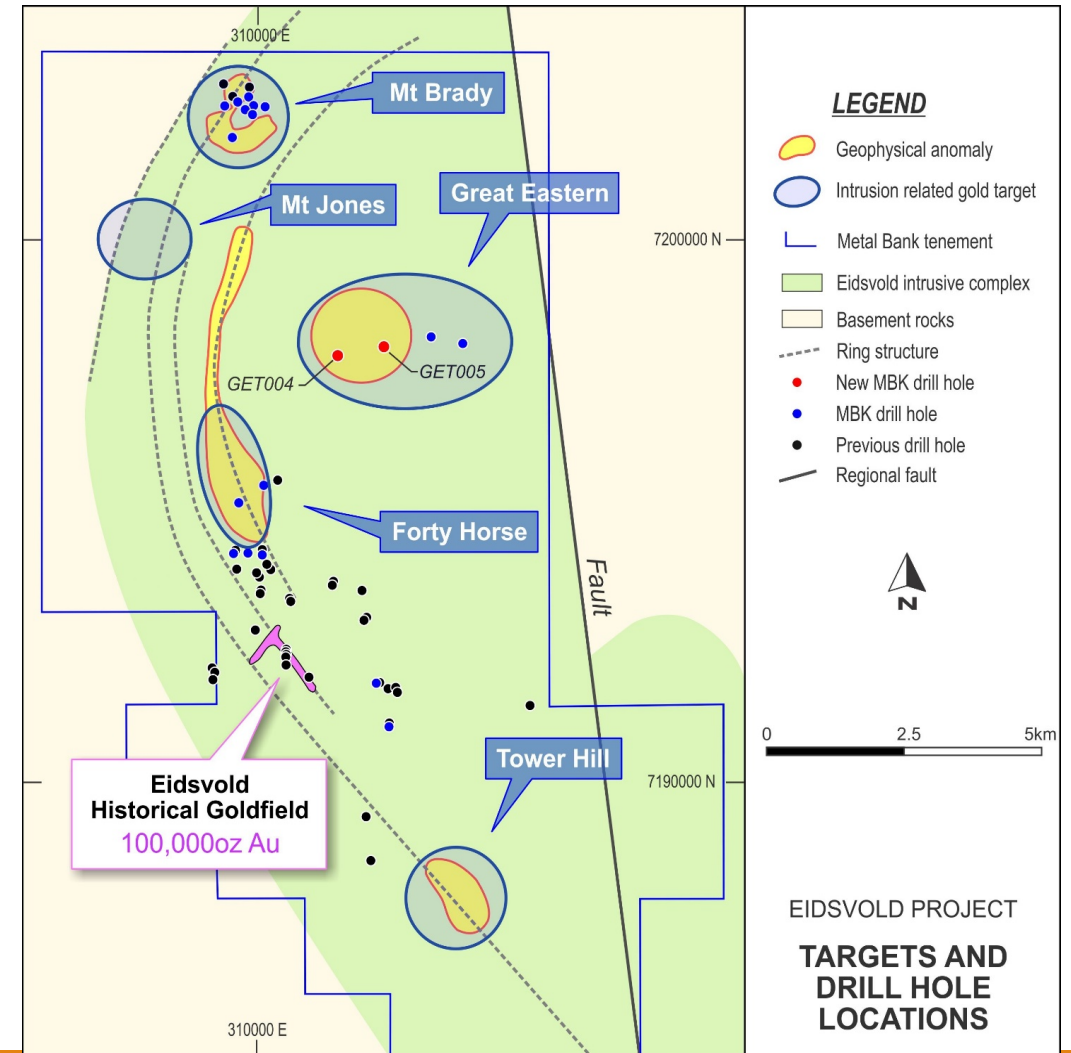 310000 E
Mt Brady
Mt Jones
Great Eastern
7200000 N
GET004
GET005
Forty Horse
Fault
Tower Hill
7190000 N
Eidsvold
Historical Goldfield
100,000oz Au
310000 E
LEGEND
Geophysical anomaly
Intrusion related gold target
Metal Bank tenement
Eidsvold intrusive complex
Basement rocks
Ring structure
New MBK drill hole
MBK drill hole
Previous drill hole
Regional fault
N
0 2.5 5km
EIDSVOLD PROJECT
TARGETS AND
DRILL HOLE
LOCATIONS